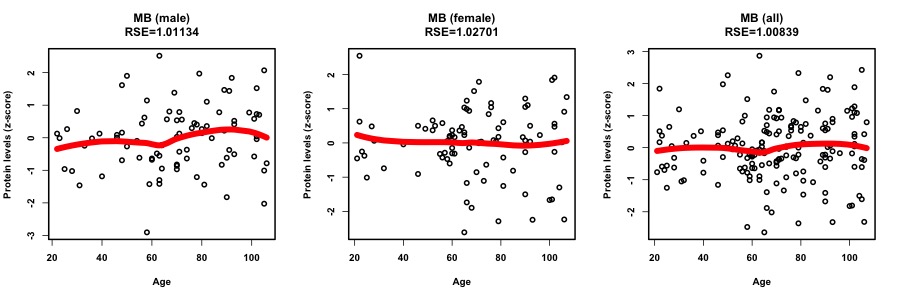 MB (male)
RSE=1.01134
Protein levels (z-score)
2
1
0
-1
-2
-3
20
40
60
80
100
Age
MB (female)
RSE=1.02701
Protein levels (z-score)
2
1
0
-1
-2
20
40
60
80
100
Age
MB (all)
RSE=1.00839
Protein levels (z-score)
3
2
1
0
-1
-2
20
40
60
80
100
Age